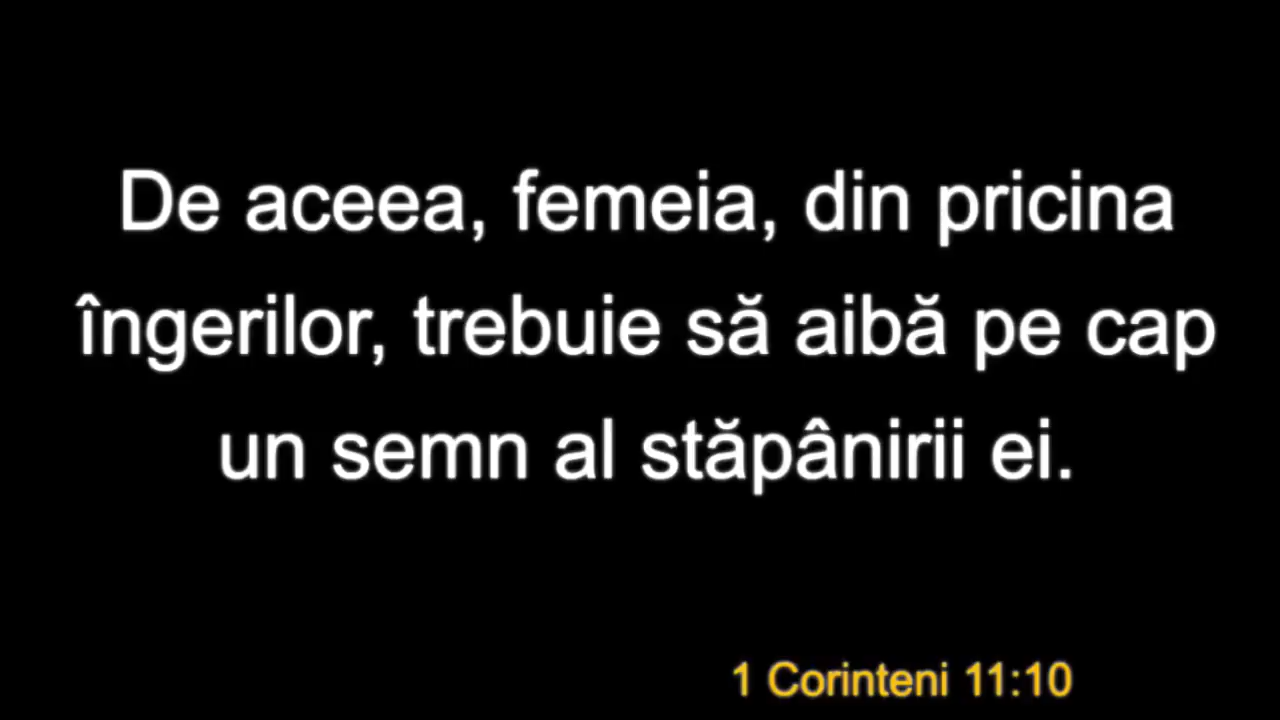 De aceea, femeia, din pricina
îngerilor, trebuie să aibă pe cap
un semn al stăpânirii ei.
1 Corinteni 11:10